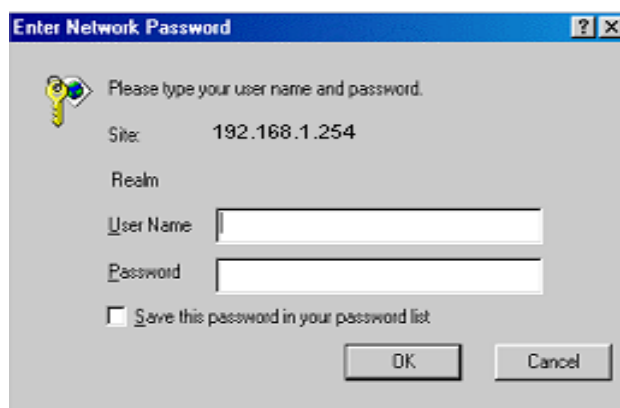 Enter Network Password
Please type your user name and password.
Site: 192.168.1.254
Realm
User Name
Password
Save this password in your password list
OK Cancel